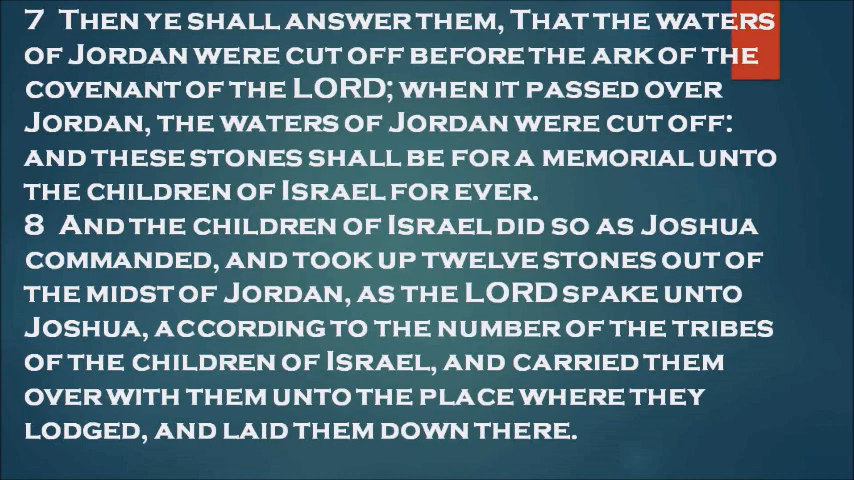 7 Then ye shall answer them, That the waters
of Jordan were cut off before the ark of the
covenant of the LORD; when it passed over
Jordan, the waters of Jordan were cut off:
and these stones shall be for a memorial unto
the children of Israel for ever.
8 And the children of Israel did so as Joshua
commanded, and took up twelve stones out of
the midst of Jordan, as the LORD spake unto
Joshua, according to the number of the tribes
of the children of Israel, and carried them
over with them unto the place where they
lodged, and laid them down there.